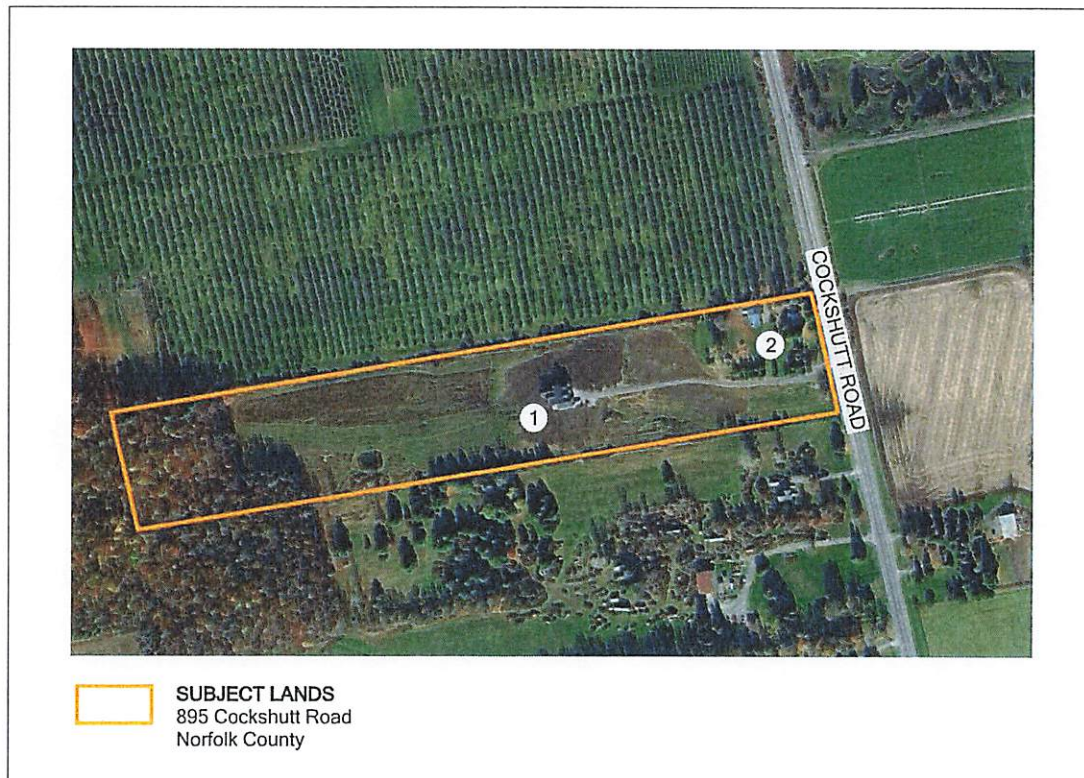 COCKSHUTT ROAD
2
1
SUBJECT LANDS
895 Cockshutt Road
Norfolk County